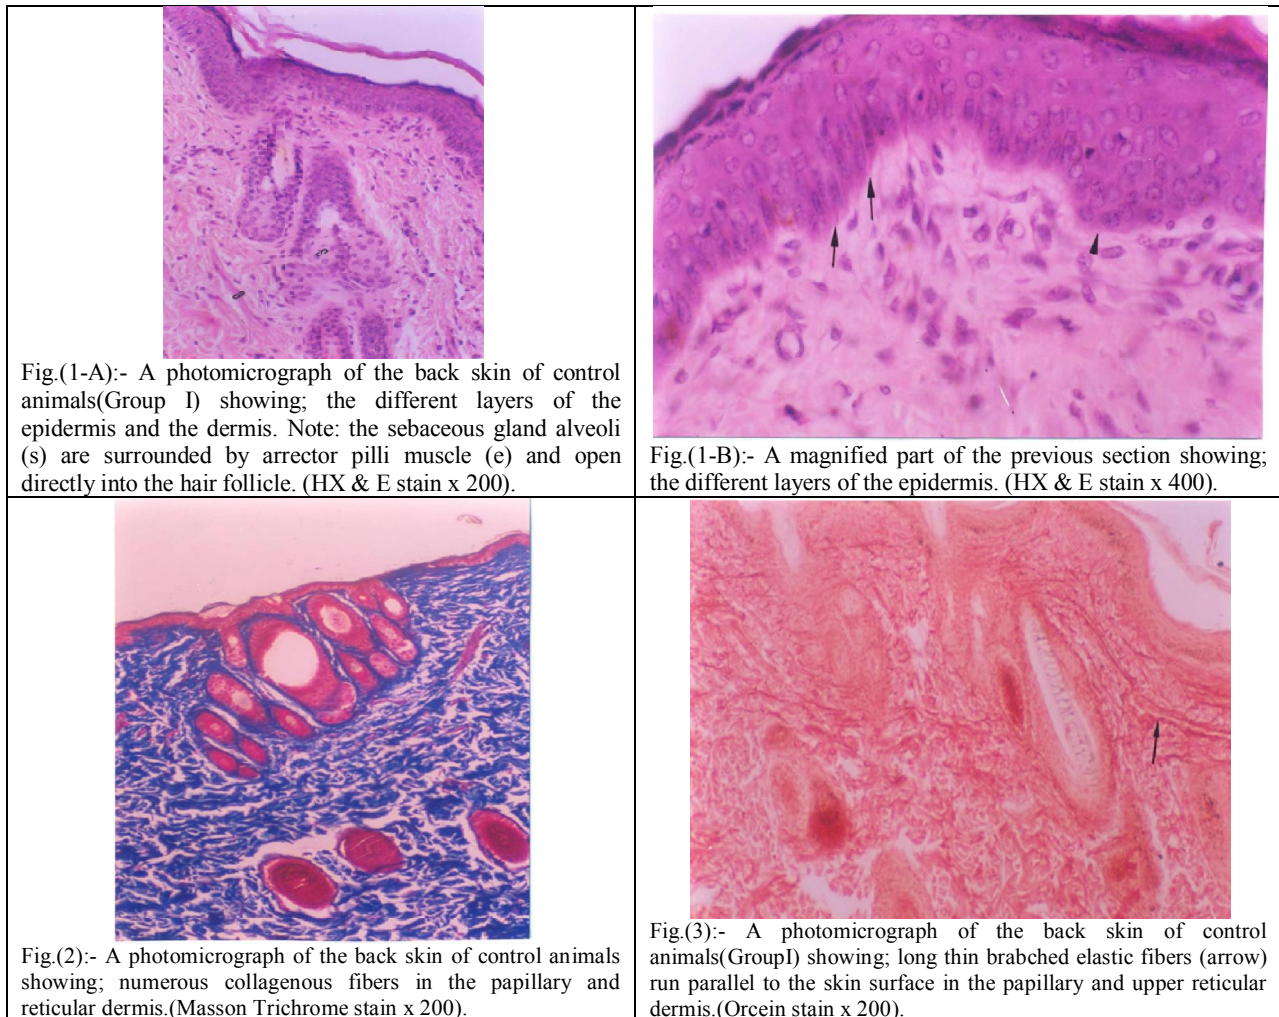 Fig.(1-A):- A photomicrograph of the back skin of control
animals(Group I) showing; the different layers of the
epidermis and the dermis. Note: the sebaceous gland alveoli
(s) are surrounded by arrector pilli muscle (e) and open
directly into the hair follicle. (HX & E stain x 200).
Fig.(1-B):- A magnified part of the previous section showing;
the different layers of the epidermis. (HX & E stain x 400).
Fig.(2):- A photomicrograph of the back skin of control animals
showing; numerous collagenous fibers in the papillary and
reticular dermis.(Masson Trichrome stain x 200).
Fig.(3):- A photomicrograph of the back skin of control
animals(GroupI) showing; long thin brabched elastic fibers (arrow)
run parallel to the skin surface in the papillary and upper reticular
dermis.(Orcein stain x 200).